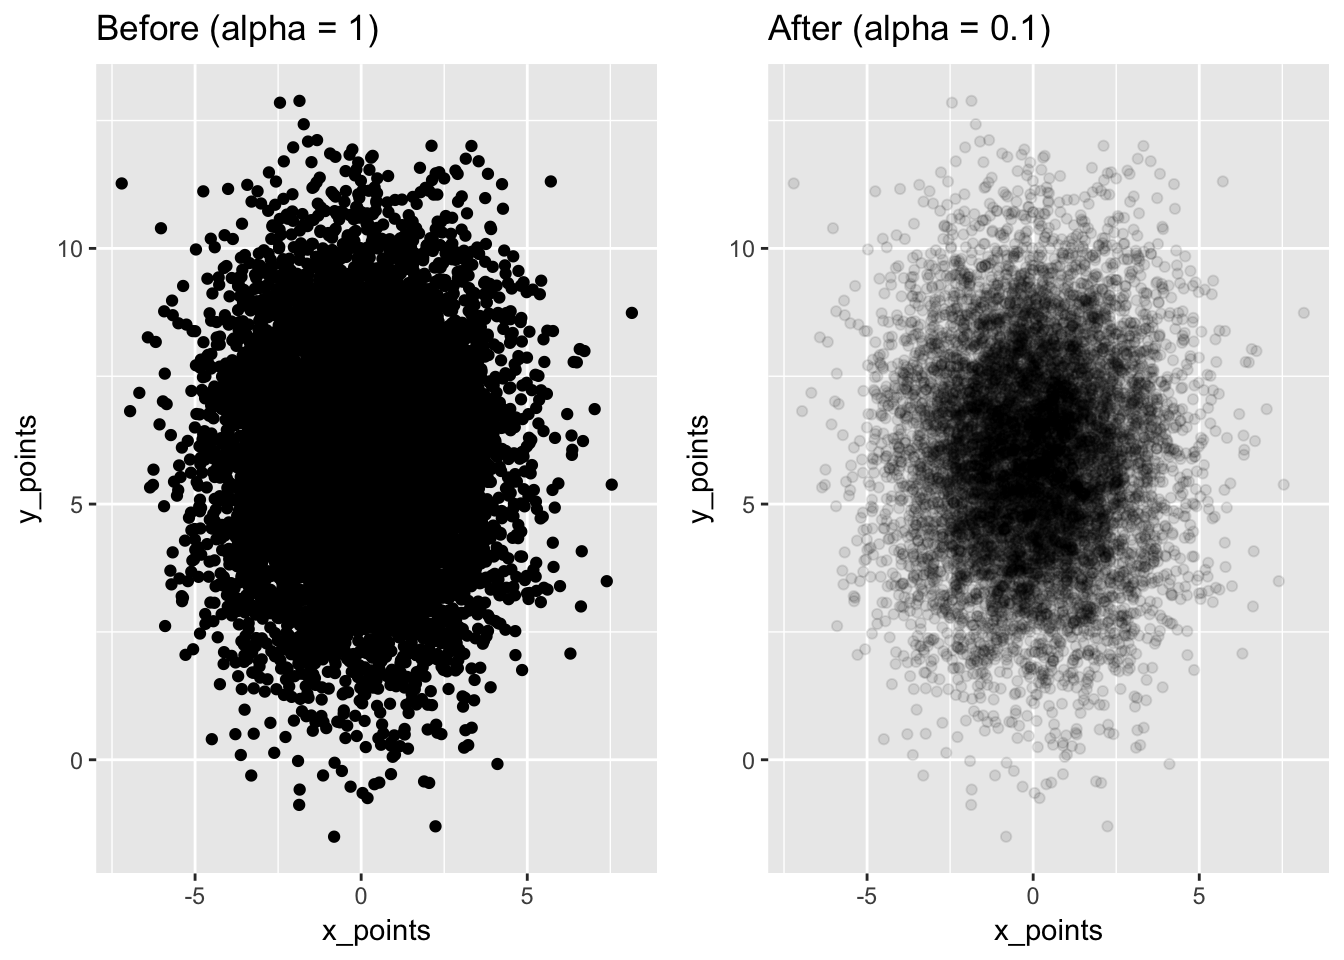 Before (alpha = 1)
y_points
10
5
0
-5
0
5
x_points
After (alpha = 0.1)
y_points
10
5
0
-5
0
5
x_points